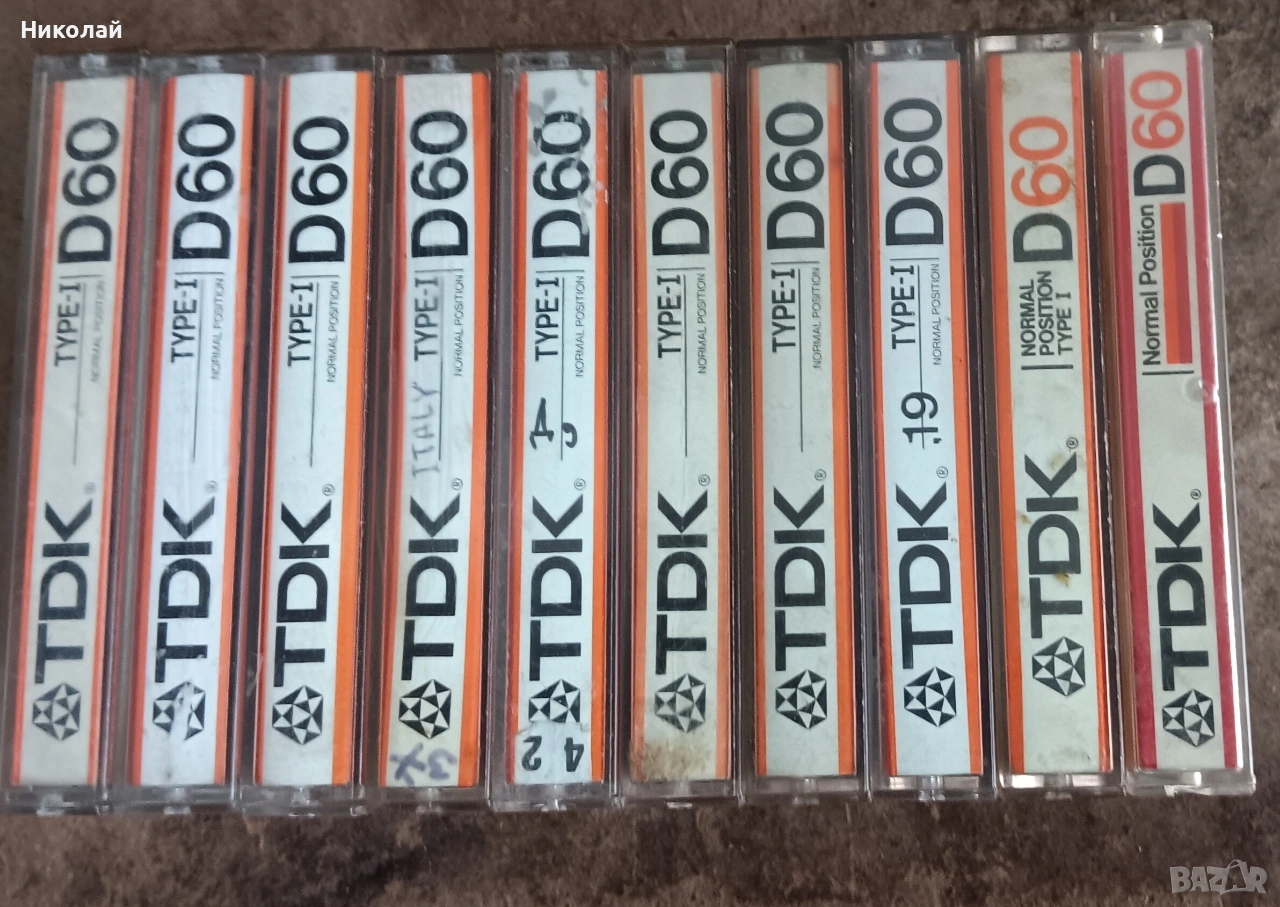 Николай
TDK® TYPE-I NORMAL POSITION D60
TDK® TYPE-I NORMAL POSITION D60
TDK® TYPE-I NORMAL POSITION D60
3X TDK® ITALY TYPE-I NORMAL POSITION D60
42 TDK® TYPE-I NORMAL POSITION D60
TDK® TYPE-I NORMAL POSITION D60
TDK® TYPE-I NORMAL POSITION D60
TDK® .19 TYPE-I NORMAL POSITION D60
TDK® NORMAL POSITION TYPE I D60
TDK® Normal Position D60
BAZAR